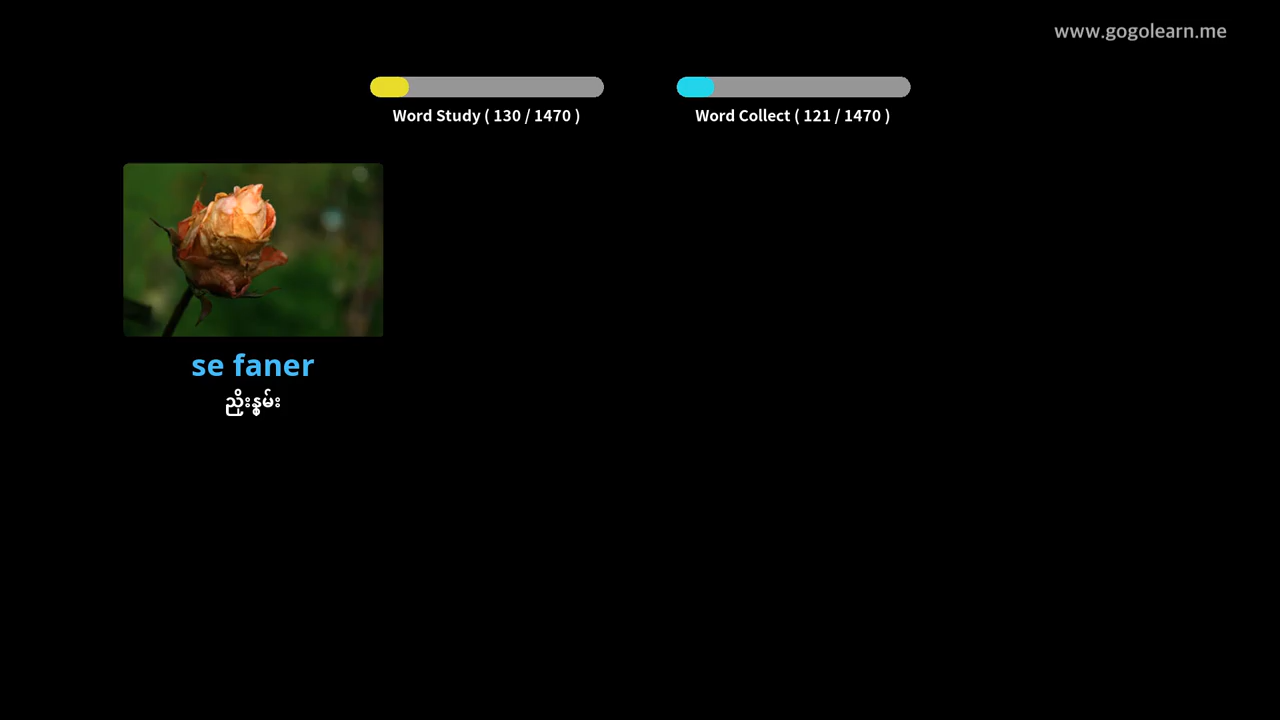 www.gogolearn.me
Word Study ( 130 / 1470 )
Word Collect ( 121 / 1470 )
se faner
ညှိုးနွမ်း